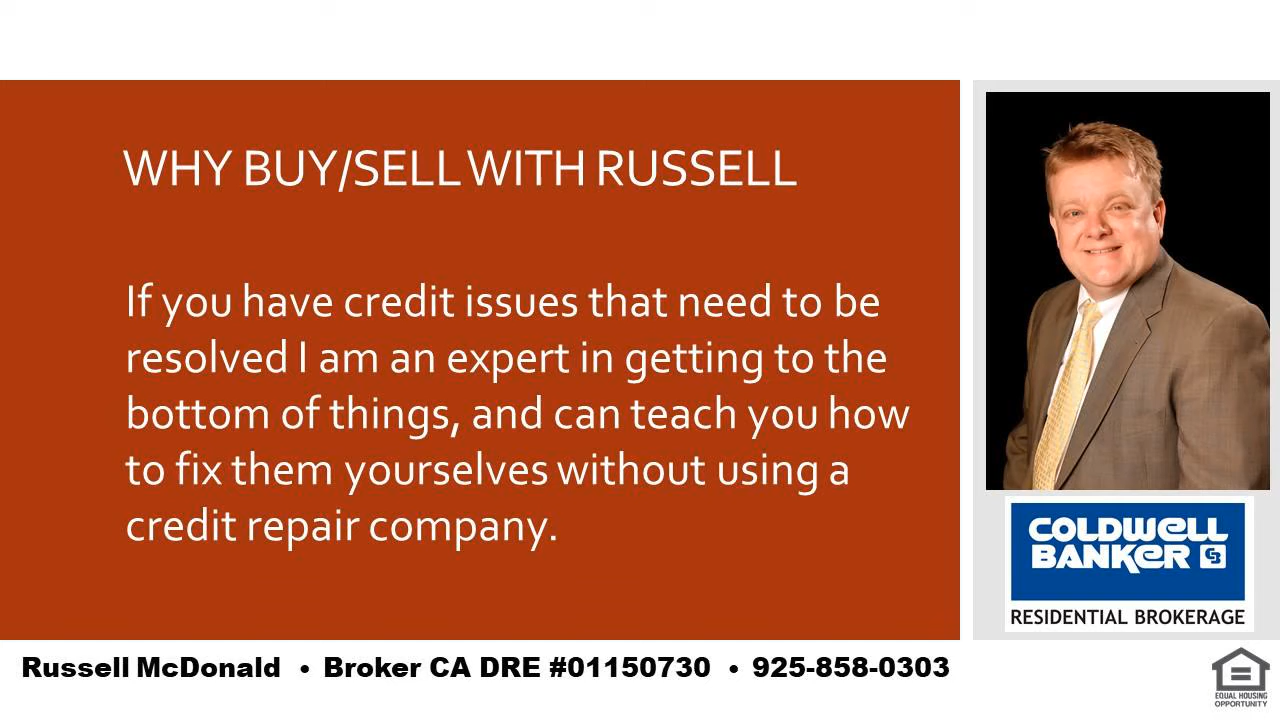 WHY BUY/SELL WITH RUSSELL
If you have credit issues that need to be
resolved I am an expert in getting to the
bottom of things, and can teach you how
to fix them yourselves without using a
credit repair company.
COLDWELL
BANKER CB
RESIDENTIAL BROKERAGE
Russell McDonald • Broker CA DRE #01150730 • 925-858-0303
EQUAL HOUSING
OPPORTUNITY